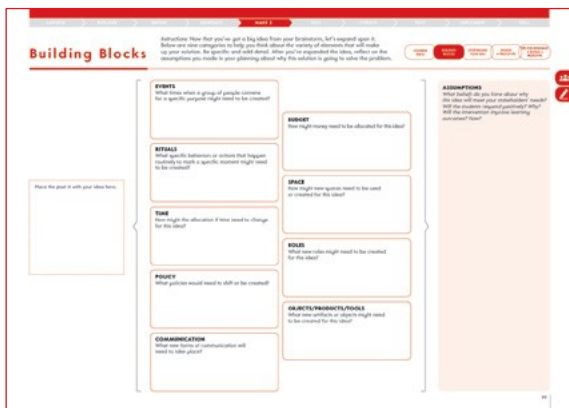 Building Blocks
Instructions: Now that you've got a big idea from your brainstorm, let's expand upon it.
Below are nine categories to help you think about the variety of elements that will make
up your solution. Be specific and add detail. After you've expanded the idea, reflect on the
assumptions you made in your planning about why this solution is going to solve the problem.
Place the post it with your idea here.
EVENTS
What times when a group of people convene
for a specific purpose might need to be created?
RITUALS
What specific behaviors or actions that happen
routinely to mark a specific moment might need
to be created?
TIME
How might the allocation if time need to change
for this idea?
POLICY
What policies would need to shift or be created?
COMMUNICATION
What new forms of communication will
need to take place?
BUDGET
How might money need to be allocated for this idea?
SPACE
How might new spaces need to be used
or created for this idea?
ROLES
What new roles might need to be created
for this idea?
OBJECTS/PRODUCTS/TOOLS
What new artifacts or objects might need
to be created for this idea?
ASSUMPTIONS
What beliefs do you have about why
the idea will meet your stakeholders' needs?
Will the students respond positively? Why?
Will the intervention improve learning
outcomes? How?